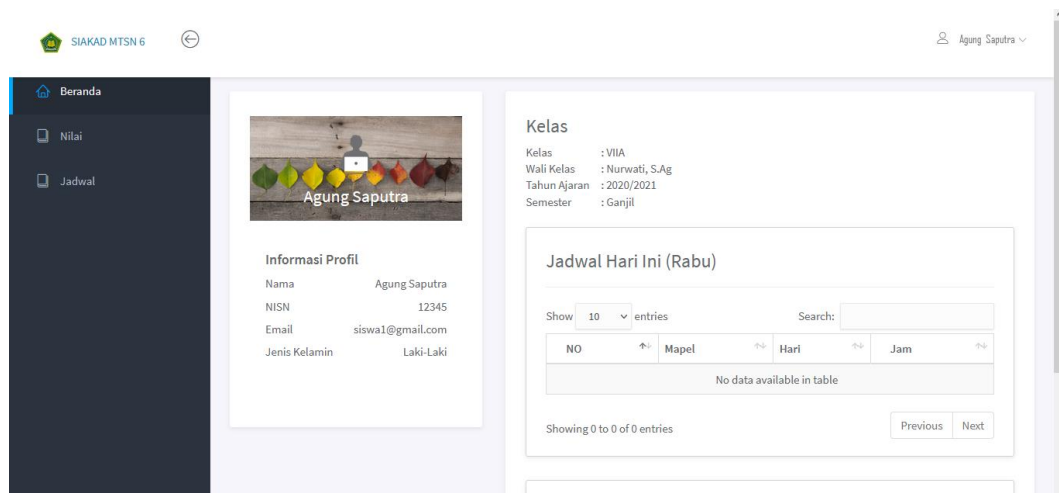 SIAKAD MTSN 6
Agung Saputra
Beranda
Nilai
Jadwal
Agung Saputra
Informasi Profil
Nama Agung Saputra
NISN 12345
Email siswa1@gmail.com
Jenis Kelamin Laki-Laki
Kelas
Kelas : VIIA
Wali Kelas : Nurwati, S.Ag
Tahun Ajaran : 2020/2021
Semester : Ganjil
Jadwal Hari Ini (Rabu)
Show 10 entries Search:
NO Mapel Hari Jam
No data available in table
Showing 0 to 0 of 0 entries
Previous Next